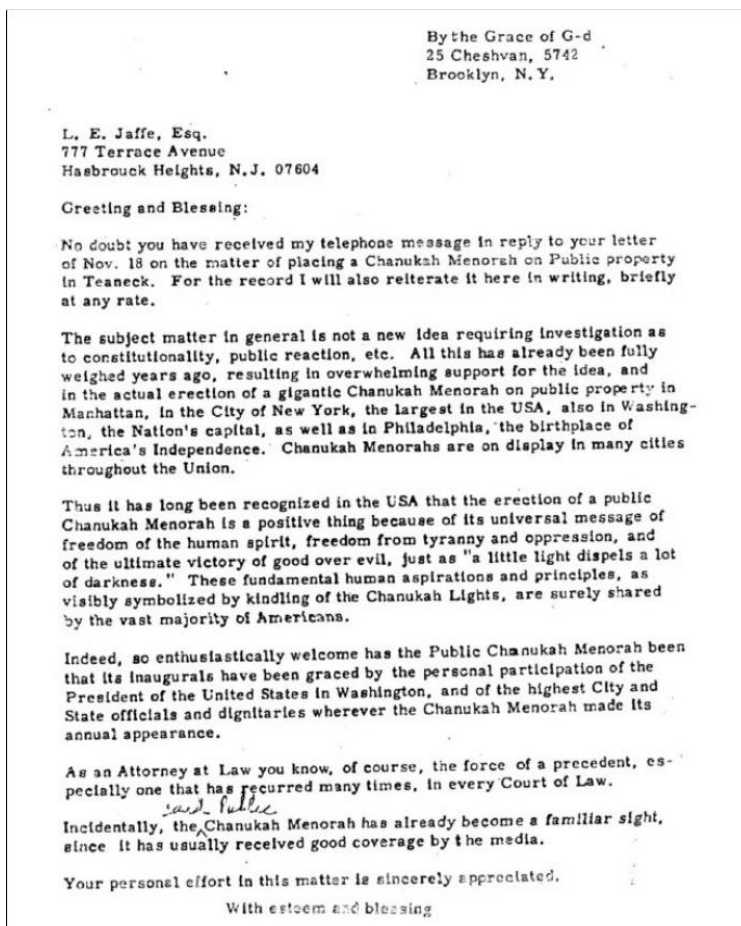 By the Grace of G-d
25 Cheshvan, 5742
Brooklyn, N.Y.
L. E. Jaffe, Esq.
777 Terrace Avenue
Hasbrouck Heights, N.J. 07604
Greeting and Blessing:
No doubt you have received my telephone message in reply to your letter
of Nov. 18 on the matter of placing a Chanukah Menorah on Public property
in Teaneck. For the record I will also reiterate it here in writing, briefly
at any rate.
The subject matter in general is not a new idea requiring investigation as
to constitutionality, public reaction, etc. All this has already been fully
weighed years ago, resulting in overwhelming support for the idea, and
in the actual erection of a gigantic Chanukah Menorah on public property in
Manhattan, in the City of New York, the largest in the USA, also in Washing-
ton, the Nation's capital, as well as in Philadelphia, the birthplace of
America's Independence. Chanukah Menorahs are on display in many cities
throughout the Union.
Thus it has long been recognized in the USA that the erection of a public
Chanukah Menorah is a positive thing because of its universal message of
freedom of the human spirit, freedom from tyranny and oppression, and
of the ultimate victory of good over evil, just as "a little light dispels a lot
of darkness." These fundamental human aspirations and principles, as
visibly symbolized by kindling of the Chanukah Lights, are surely shared
by the vast majority of Americans.
Indeed, so enthusiastically welcome has the Public Chanukah Menorah been
that its inaugurals have been graced by the personal participation of the
President of the United States in Washington, and of the highest City and
State officials and dignitaries wherever the Chanukah Menorah made its
annual appearance.
As an Attorney at Law you know, of course, the force of a precedent, es-
pecially one that has recurred many times, in every Court of Law.
said Public
Incidentally, the Chanukah Menorah has already become a familiar sight,
since it has usually received good coverage by the media.
Your personal effort in this matter is sincerely appreciated.
With esteem and blessing